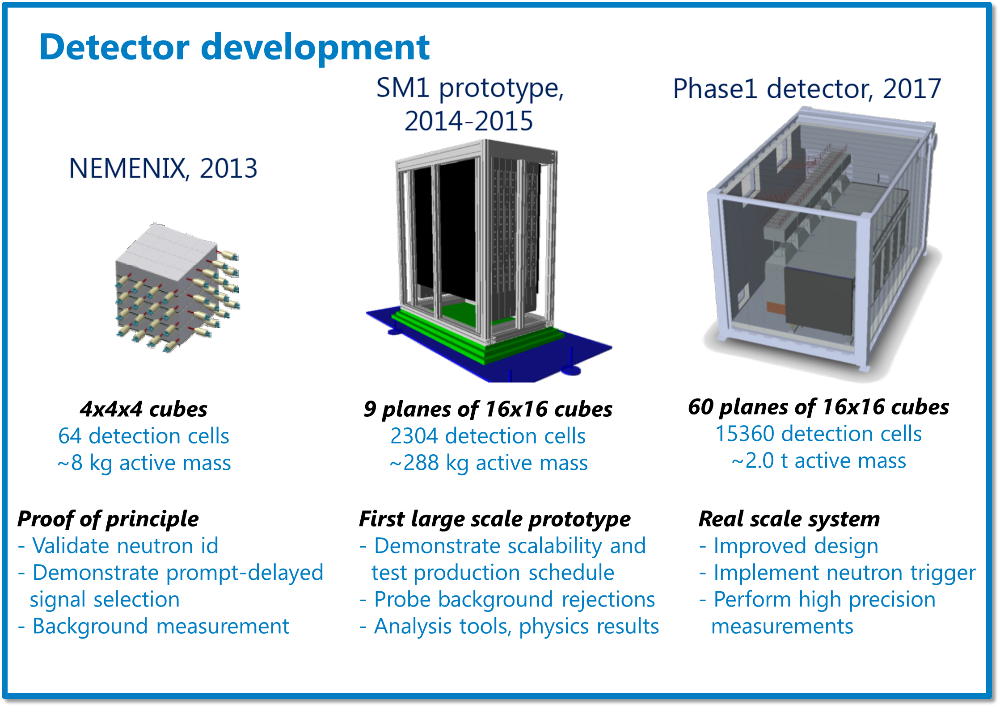 Detector development
NEMENIX, 2013
4x4x4 cubes
64 detection cells
~8 kg active mass
Proof of principle
- Validate neutron id
- Demonstrate prompt-delayed
signal selection
- Background measurement
SM1 prototype,
2014-2015
9 planes of 16x16 cubes
2304 detection cells
~288 kg active mass
First large scale prototype
- Demonstrate scalability and
test production schedule
- Probe background rejections
- Analysis tools, physics results
Phase1 detector, 2017
60 planes of 16x16 cubes
15360 detection cells
~2.0 t active mass
Real scale system
- Improved design
- Implement neutron trigger
- Perform high precision
measurements